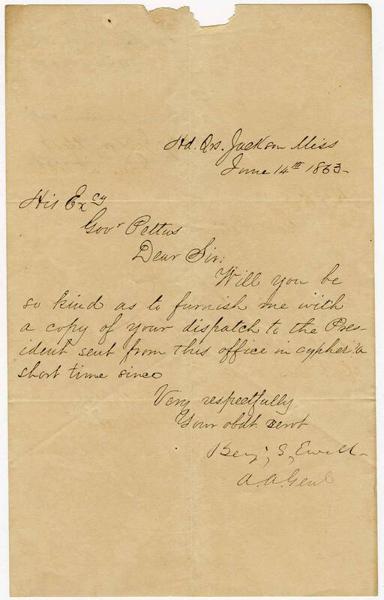 Hd. Qrs. Jackson Miss
June 14th 1863-
His Excy
Govr Pettus
Dear Sir:
Will you be
so kind as to furnish me with
a copy of your dispatch to the Pres-
ident sent from this office in cypher a
short time since
Very respectfully
Your obdt servt
Benj. S. Ewell
A. A. Genl